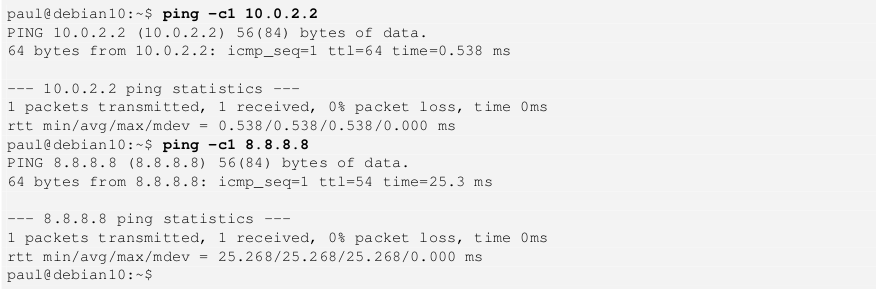 paul@debian10:~$ ping -c1 10.0.2.2
PING 10.0.2.2 (10.0.2.2) 56(84) bytes of data.
64 bytes from 10.0.2.2: icmp_seq=1 ttl=64 time=0.538 ms

--- 10.0.2.2 ping statistics ---
1 packets transmitted, 1 received, 0% packet loss, time 0ms
rtt min/avg/max/mdev = 0.538/0.538/0.538/0.000 ms
paul@debian10:~$ ping -c1 8.8.8.8
PING 8.8.8.8 (8.8.8.8) 56(84) bytes of data.
64 bytes from 8.8.8.8: icmp_seq=1 ttl=54 time=25.3 ms

--- 8.8.8.8 ping statistics ---
1 packets transmitted, 1 received, 0% packet loss, time 0ms
rtt min/avg/max/mdev = 25.268/25.268/25.268/0.000 ms
paul@debian10:~$